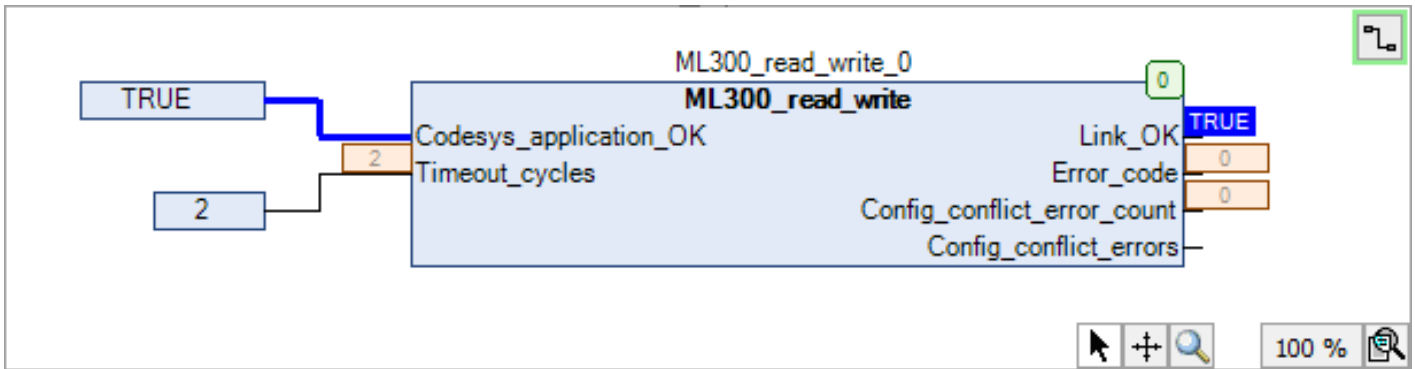 ML300_read_write_0
0
ML300_read_write
TRUE
Codesys_application_OK
Link_OK
TRUE
2
Timeout_cycles
Error_code
0
2
Config_conflict_error_count
0
Config_conflict_errors
100 %